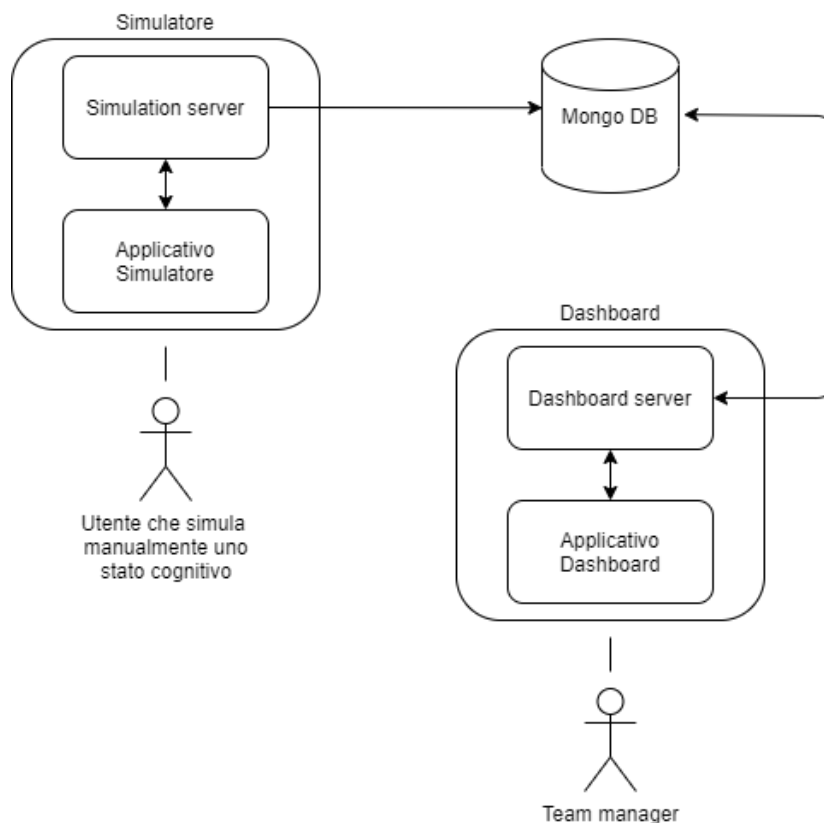 Simulatore
Simulation server
Mongo DB
Applicativo
Simulatore
Dashboard
Dashboard server
Utente che simula
manualmente uno
stato cognitivo
Applicativo
Dashboard
Team manager